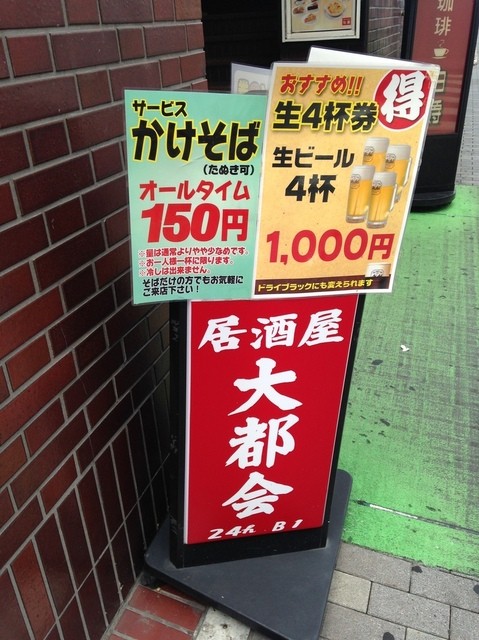 サービス
かけそば
(たぬき可)
オールタイム
150円
※量は通常よりやや少なめです。
※お一人様一杯に限ります。
※冷しは出来ません。
そばだけの方でもお気軽に
ご来店下さい!
おすすめ!!
生4杯券
得
生ビール
4杯
1,000円
ドライブラックにも変えられます
居酒屋
大都会
24h B1
珈琲